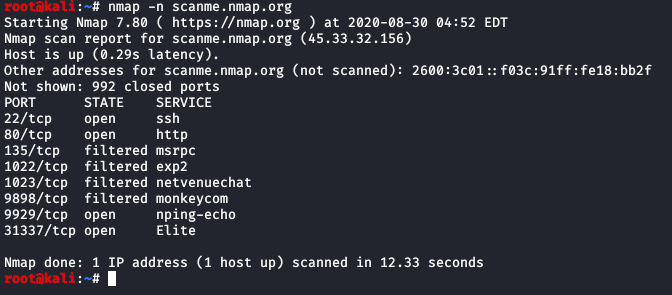 root@kali:~# nmap -n scanme.nmap.org
Starting Nmap 7.80 ( https://nmap.org ) at 2020-08-30 04:52 EDT
Nmap scan report for scanme.nmap.org (45.33.32.156)
Host is up (0.29s latency).
Other addresses for scanme.nmap.org (not scanned): 2600:3c01::f03c:91ff:fe18:bb2f
Not shown: 992 closed ports
PORT      STATE    SERVICE
22/tcp    open     ssh
80/tcp    open     http
135/tcp   filtered msrpc
1022/tcp  filtered exp2
1023/tcp  filtered netvenuechat
9898/tcp  filtered monkeycom
9929/tcp  open     nping-echo
31337/tcp open     Elite
Nmap done: 1 IP address (1 host up) scanned in 12.33 seconds
root@kali:~#